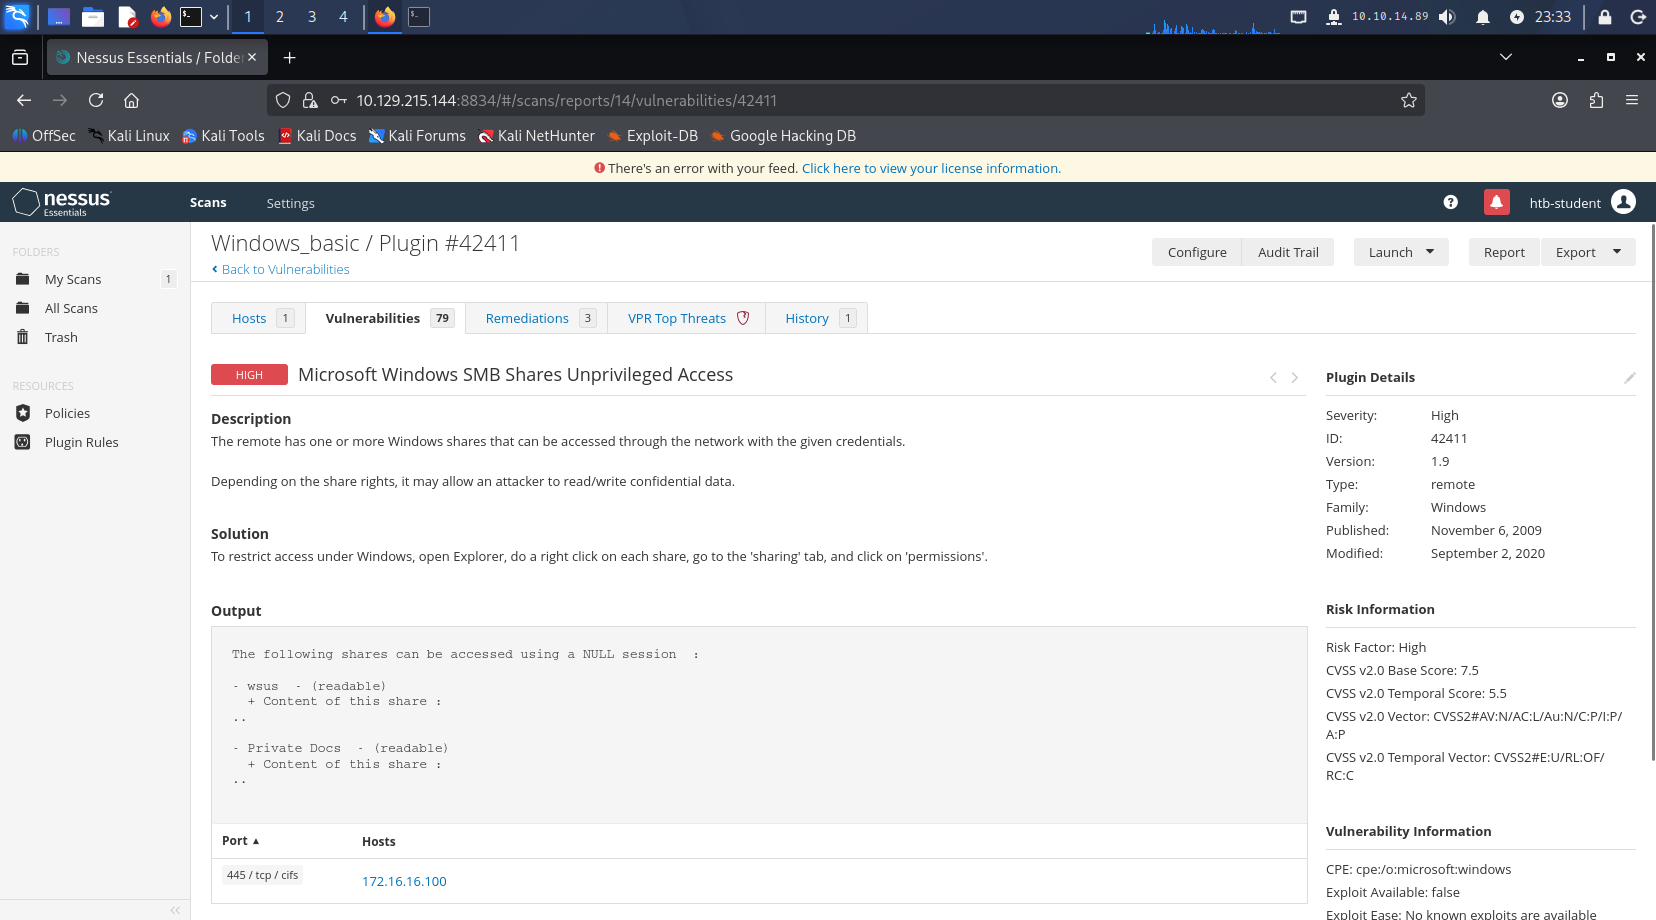 1 2 3 4
10.10.14.89
23:33
Nessus Essentials / Folde
10.129.215.144:8834/#/scans/reports/14/vulnerabilities/42411
OffSec Kali Linux Kali Tools Kali Docs Kali Forums Kali NetHunter Exploit-DB Google Hacking DB
There's an error with your feed. Click here to view your license information.
nessus
Essentials
Scans
Settings
htb-student
FOLDERS
My Scans 1
All Scans
Trash
RESOURCES
Policies
Plugin Rules
Windows_basic / Plugin #42411
Back to Vulnerabilities
Configure Audit Trail Launch Report Export
Hosts 1 Vulnerabilities 79 Remediations 3 VPR Top Threats History 1
HIGH Microsoft Windows SMB Shares Unprivileged Access
Description
The remote has one or more Windows shares that can be accessed through the network with the given credentials.
Depending on the share rights, it may allow an attacker to read/write confidential data.
Solution
To restrict access under Windows, open Explorer, do a right click on each share, go to the 'sharing' tab, and click on 'permissions'.
Output
The following shares can be accessed using a NULL session :
- wsus - (readable)
+ Content of this share :
..
- Private Docs - (readable)
+ Content of this share :
..
Port ▲ Hosts
445 / tcp / cifs 172.16.16.100
Plugin Details
Severity: High
ID: 42411
Version: 1.9
Type: remote
Family: Windows
Published: November 6, 2009
Modified: September 2, 2020
Risk Information
Risk Factor: High
CVSS v2.0 Base Score: 7.5
CVSS v2.0 Temporal Score: 5.5
CVSS v2.0 Vector: CVSS2#AV:N/AC:L/Au:N/C:P/I:P/
A:P
CVSS v2.0 Temporal Vector: CVSS2#E:U/RL:OF/
RC:C
Vulnerability Information
CPE: cpe:/o:microsoft:windows
Exploit Available: false
Exploit Ease: No known exploits are available